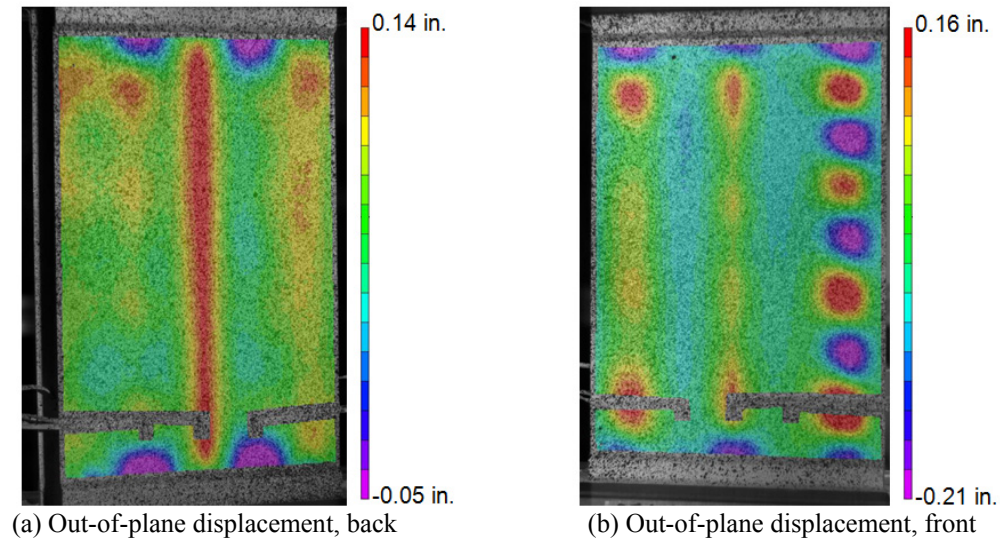 0.14 in.
-0.05 in.
(a) Out-of-plane displacement, back
0.16 in.
-0.21 in.
(b) Out-of-plane displacement, front